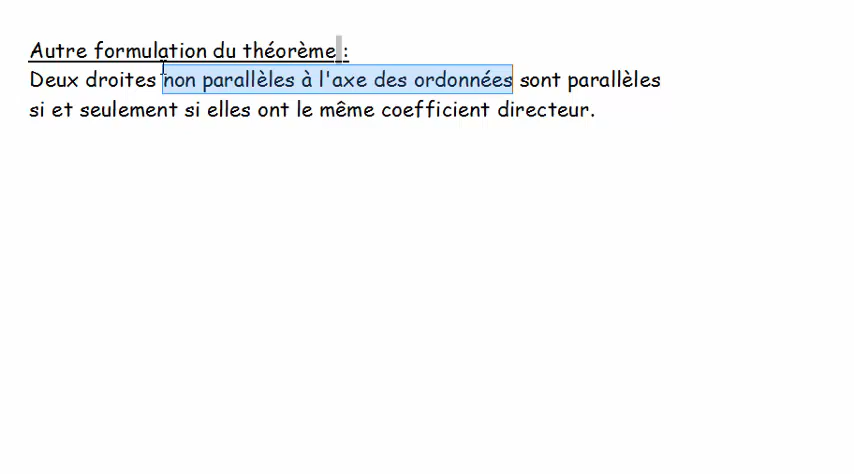 Autre formulation du théorème :
Deux droites non parallèles à l'axe des ordonnées sont parallèles
si et seulement si elles ont le même coefficient directeur.